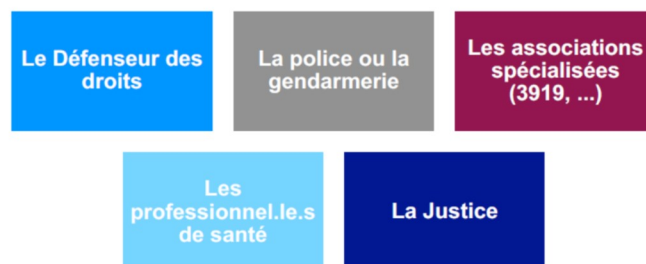 Le Défenseur des
droits
La police ou la
gendarmerie
Les associations
spécialisées
(3919, ...)
Les
professionnel.le.s
de santé
La Justice